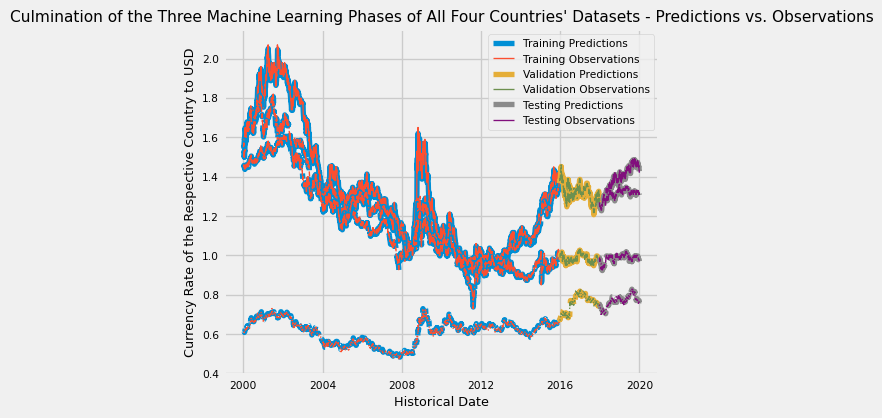 Culmination of the Three Machine Learning Phases of All Four Countries' Datasets - Predictions vs. Observations
Currency Rate of the Respective Country to USD
2.0
1.8
1.6
1.4
1.2
1.0
0.8
0.6
0.4
Training Predictions
Training Observations
Validation Predictions
Validation Observations
Testing Predictions
Testing Observations
2000 2004 2008 2012 2016 2020
Historical Date